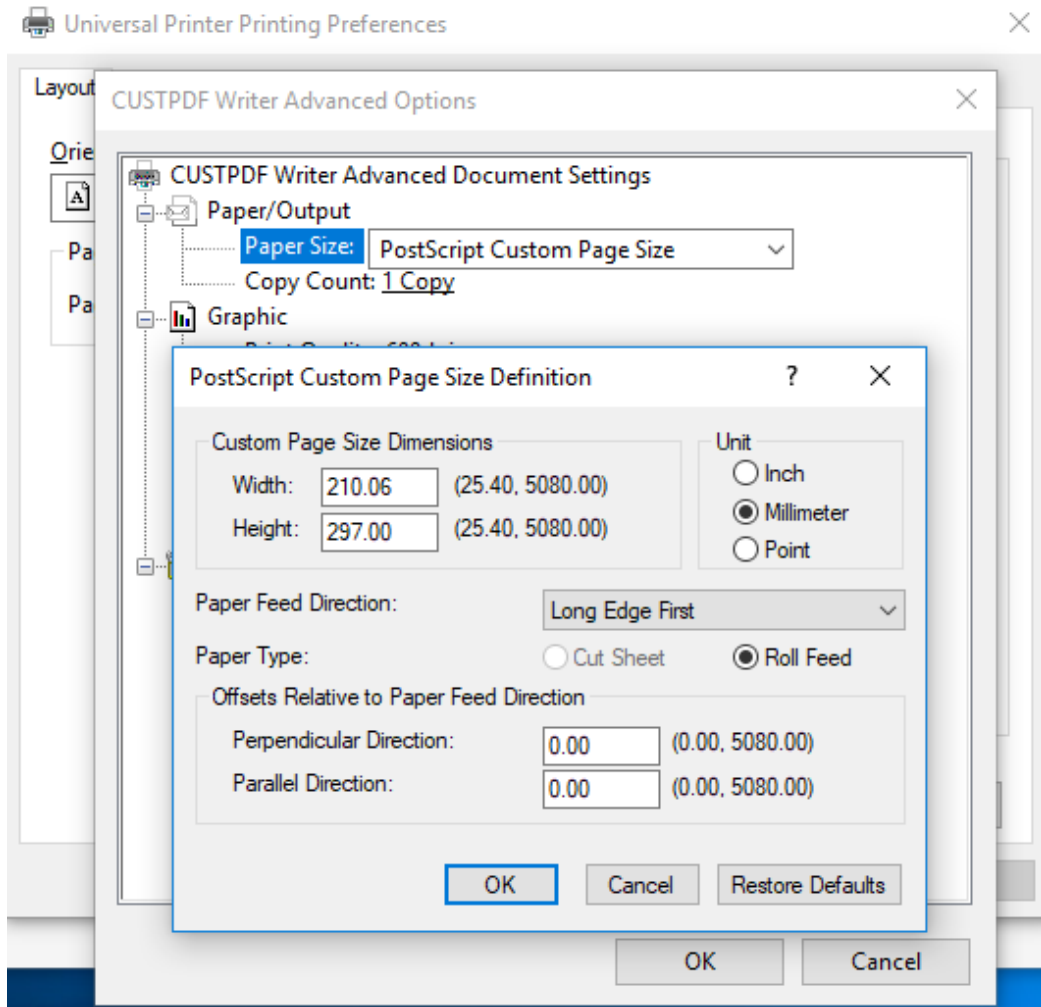 Universal Printer Printing Preferences
Layout
CUSTPDF Writer Advanced Options
Orie
A
CUSTPDF Writer Advanced Document Settings
Paper/Output
Pa
Paper Size: PostScript Custom Page Size
Copy Count: 1 Copy
Pa
Graphic
PostScript Custom Page Size Definition ?
Custom Page Size Dimensions
Unit
Width: 210.06 (25.40, 5080.00)
Inch
Height: 297.00 (25.40, 5080.00)
Millimeter
Point
Paper Feed Direction: Long Edge First
Paper Type: Cut Sheet Roll Feed
Offsets Relative to Paper Feed Direction
Perpendicular Direction: 0.00 (0.00, 5080.00)
Parallel Direction: 0.00 (0.00, 5080.00)
OK Cancel Restore Defaults
OK Cancel